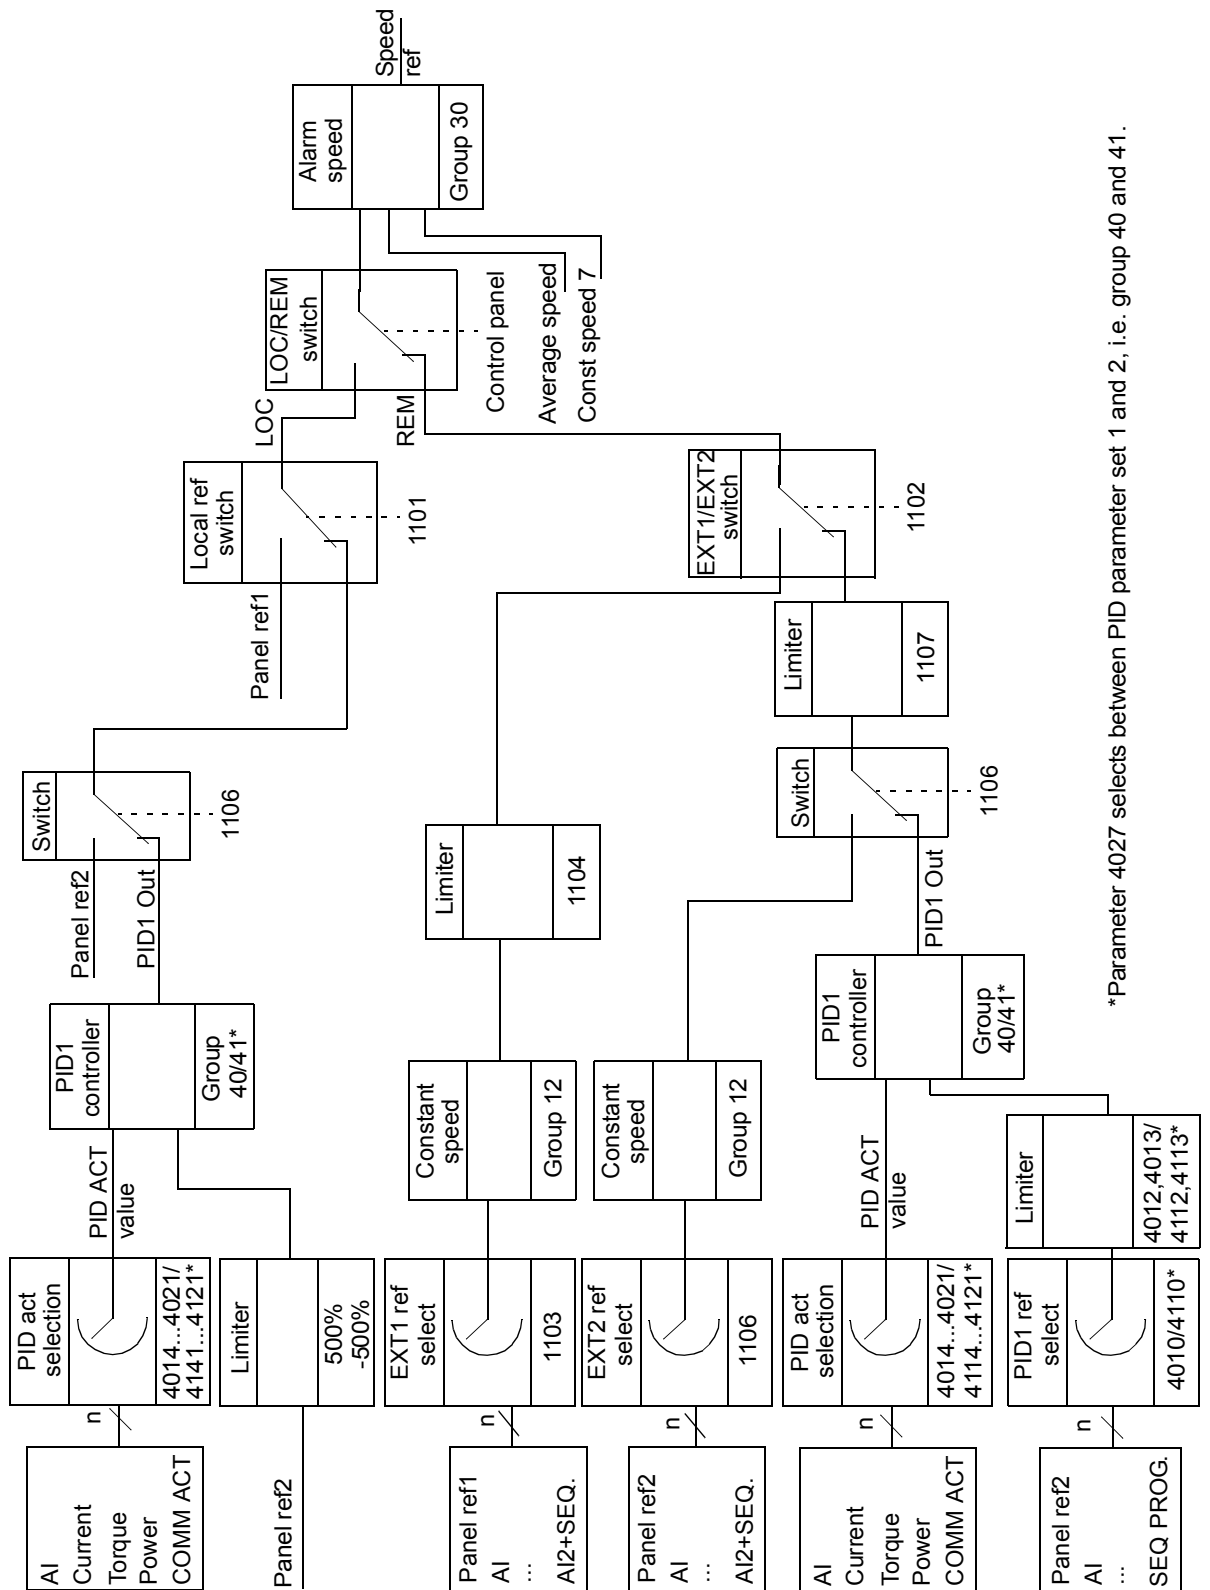 AI
Current
Torque
Power
COMM ACT
n
PID act
selection
4014...4021/
4141...4121*
PID ACT
value
PID1
controller
Group
40/41*
Panel ref2
PID1 Out
Switch
1106
Panel ref2
Limiter
500%
-500%
Panel ref1
Local ref
switch
1101
LOC
REM
LOC/REM
switch
Control panel
Average speed
Const speed 7
Alarm
speed
Group 30
Speed
ref
Panel ref1
AI
...
AI2+SEQ.
n
EXT1 ref
select
1103
Constant
speed
Group 12
Limiter
1104
Panel ref2
AI
...
AI2+SEQ.
n
EXT2 ref
select
1106
Constant
speed
Group 12
EXT1/EXT2
switch
1102
Limiter
1107
Switch
1106
PID1 Out
AI
Current
Torque
Power
COMM ACT
n
PID act
selection
4014...4021/
4114...4121*
PID ACT
value
PID1
controller
Group
40/41*
Panel ref2
AI
...
SEQ PROG.
n
PID1 ref
select
4010/4110*
Limiter
4012,4013/
4112,4113*
*Parameter 4027 selects between PID parameter set 1 and 2, i.e. group 40 and 41.